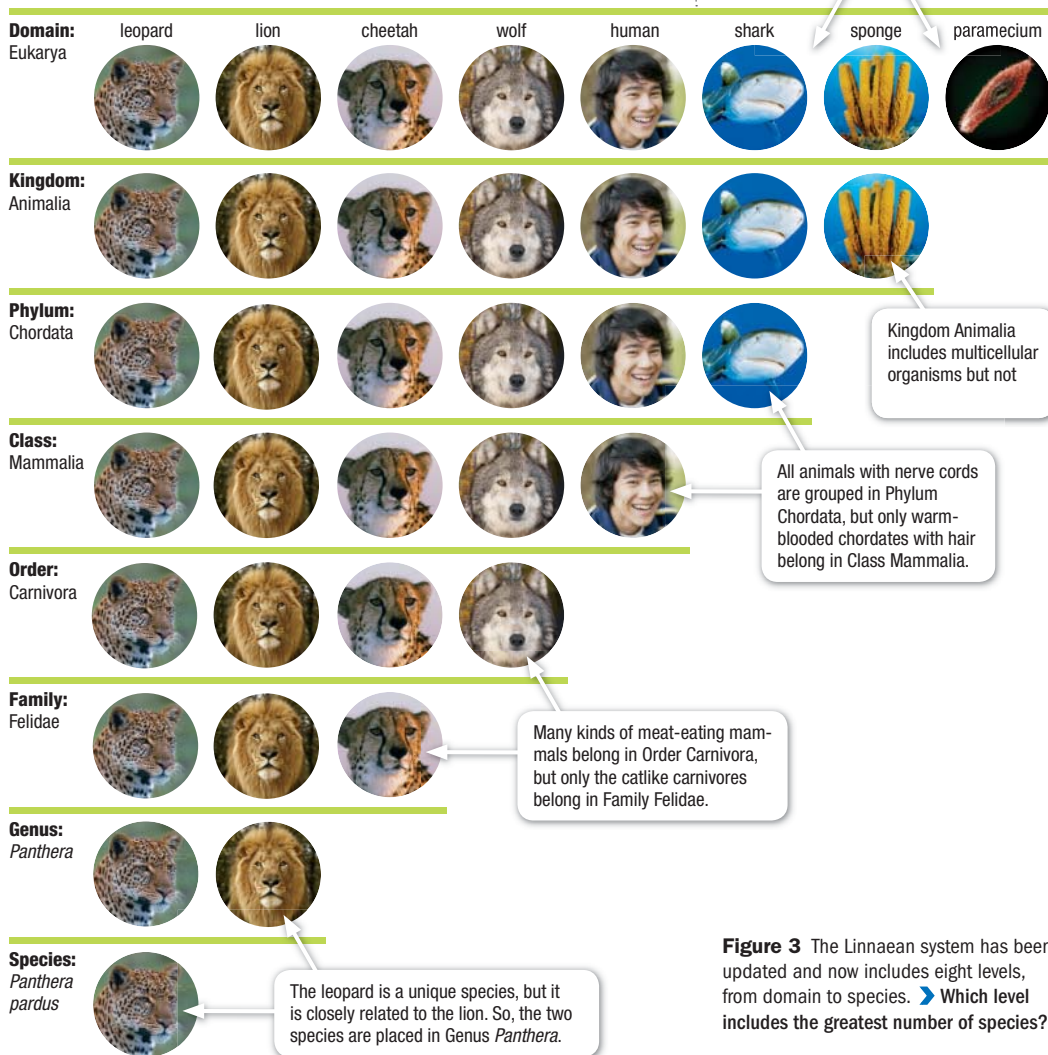 Domain:
Eukarya
leopard
lion
cheetah
wolf
human
shark
sponge
paramecium
Kingdom:
Animalia
Phylum:
Chordata
Kingdom Animalia
includes multicellular
organisms but not
Class:
Mammalia
All animals with nerve cords
are grouped in Phylum
Chordata, but only warm-
blooded chordates with hair
belong in Class Mammalia.
Order:
Carnivora
Family:
Felidae
Many kinds of meat-eating mam-
mals belong in Order Carnivora,
but only the catlike carnivores
belong in Family Felidae.
Genus:
Panthera
Species:
Panthera
pardus
The leopard is a unique species, but it
is closely related to the lion. So, the two
species are placed in Genus Panthera.
Figure 3 The Linnaean system has been
updated and now includes eight levels,
from domain to species. ❯ Which level
includes the greatest number of species?